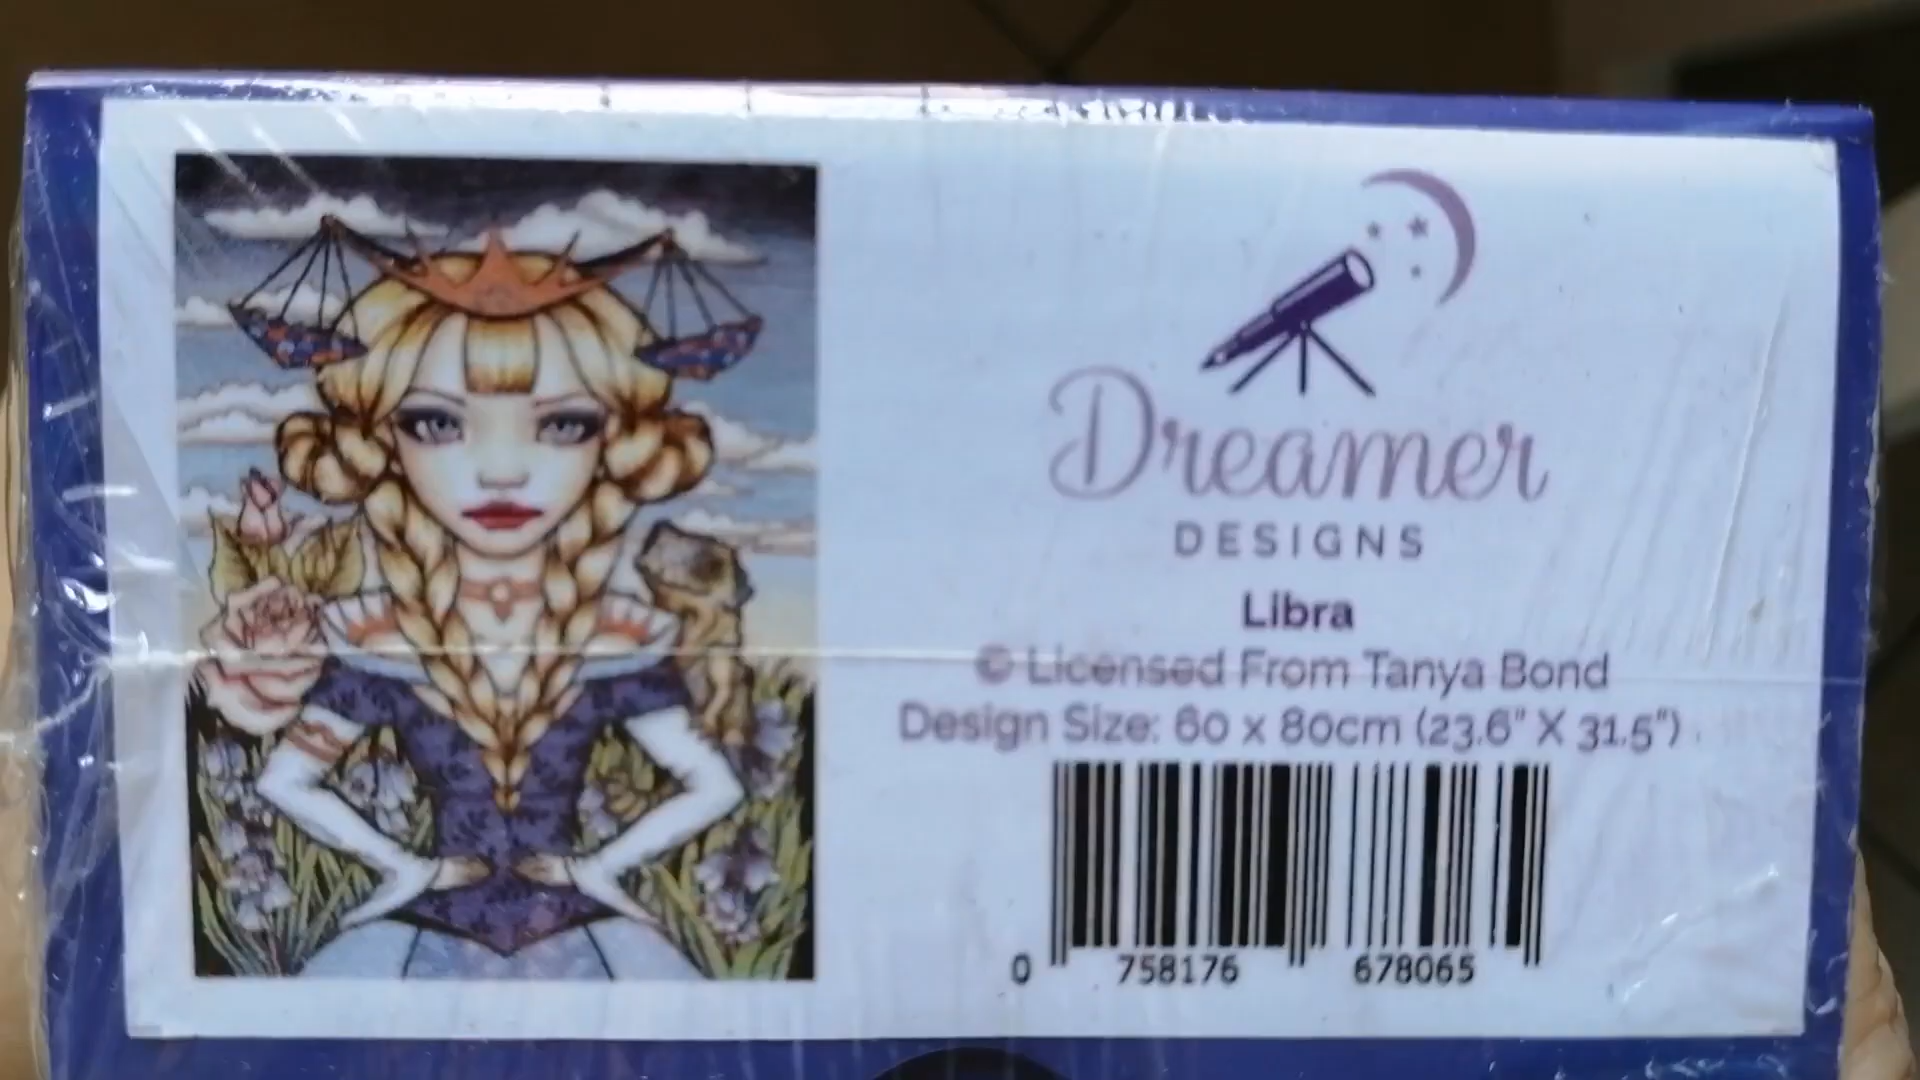 Dreamer
DESIGNS
Libra
© Licensed From Tanya Bond
Design Size: 60 x 80cm (23.6" X 31.5")
0 758176 678065